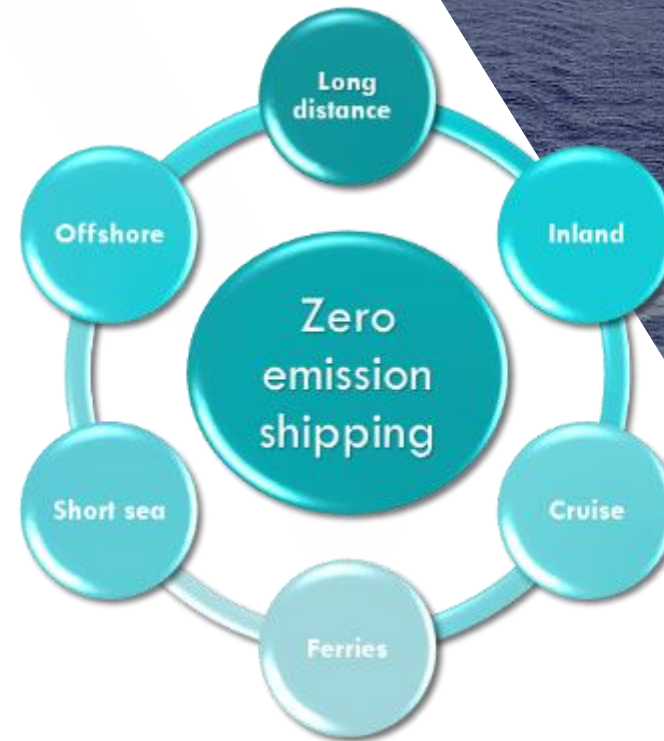 Long
distance
Offshore
Inland
Zero
emission
shipping
Short sea
Cruise
Ferries